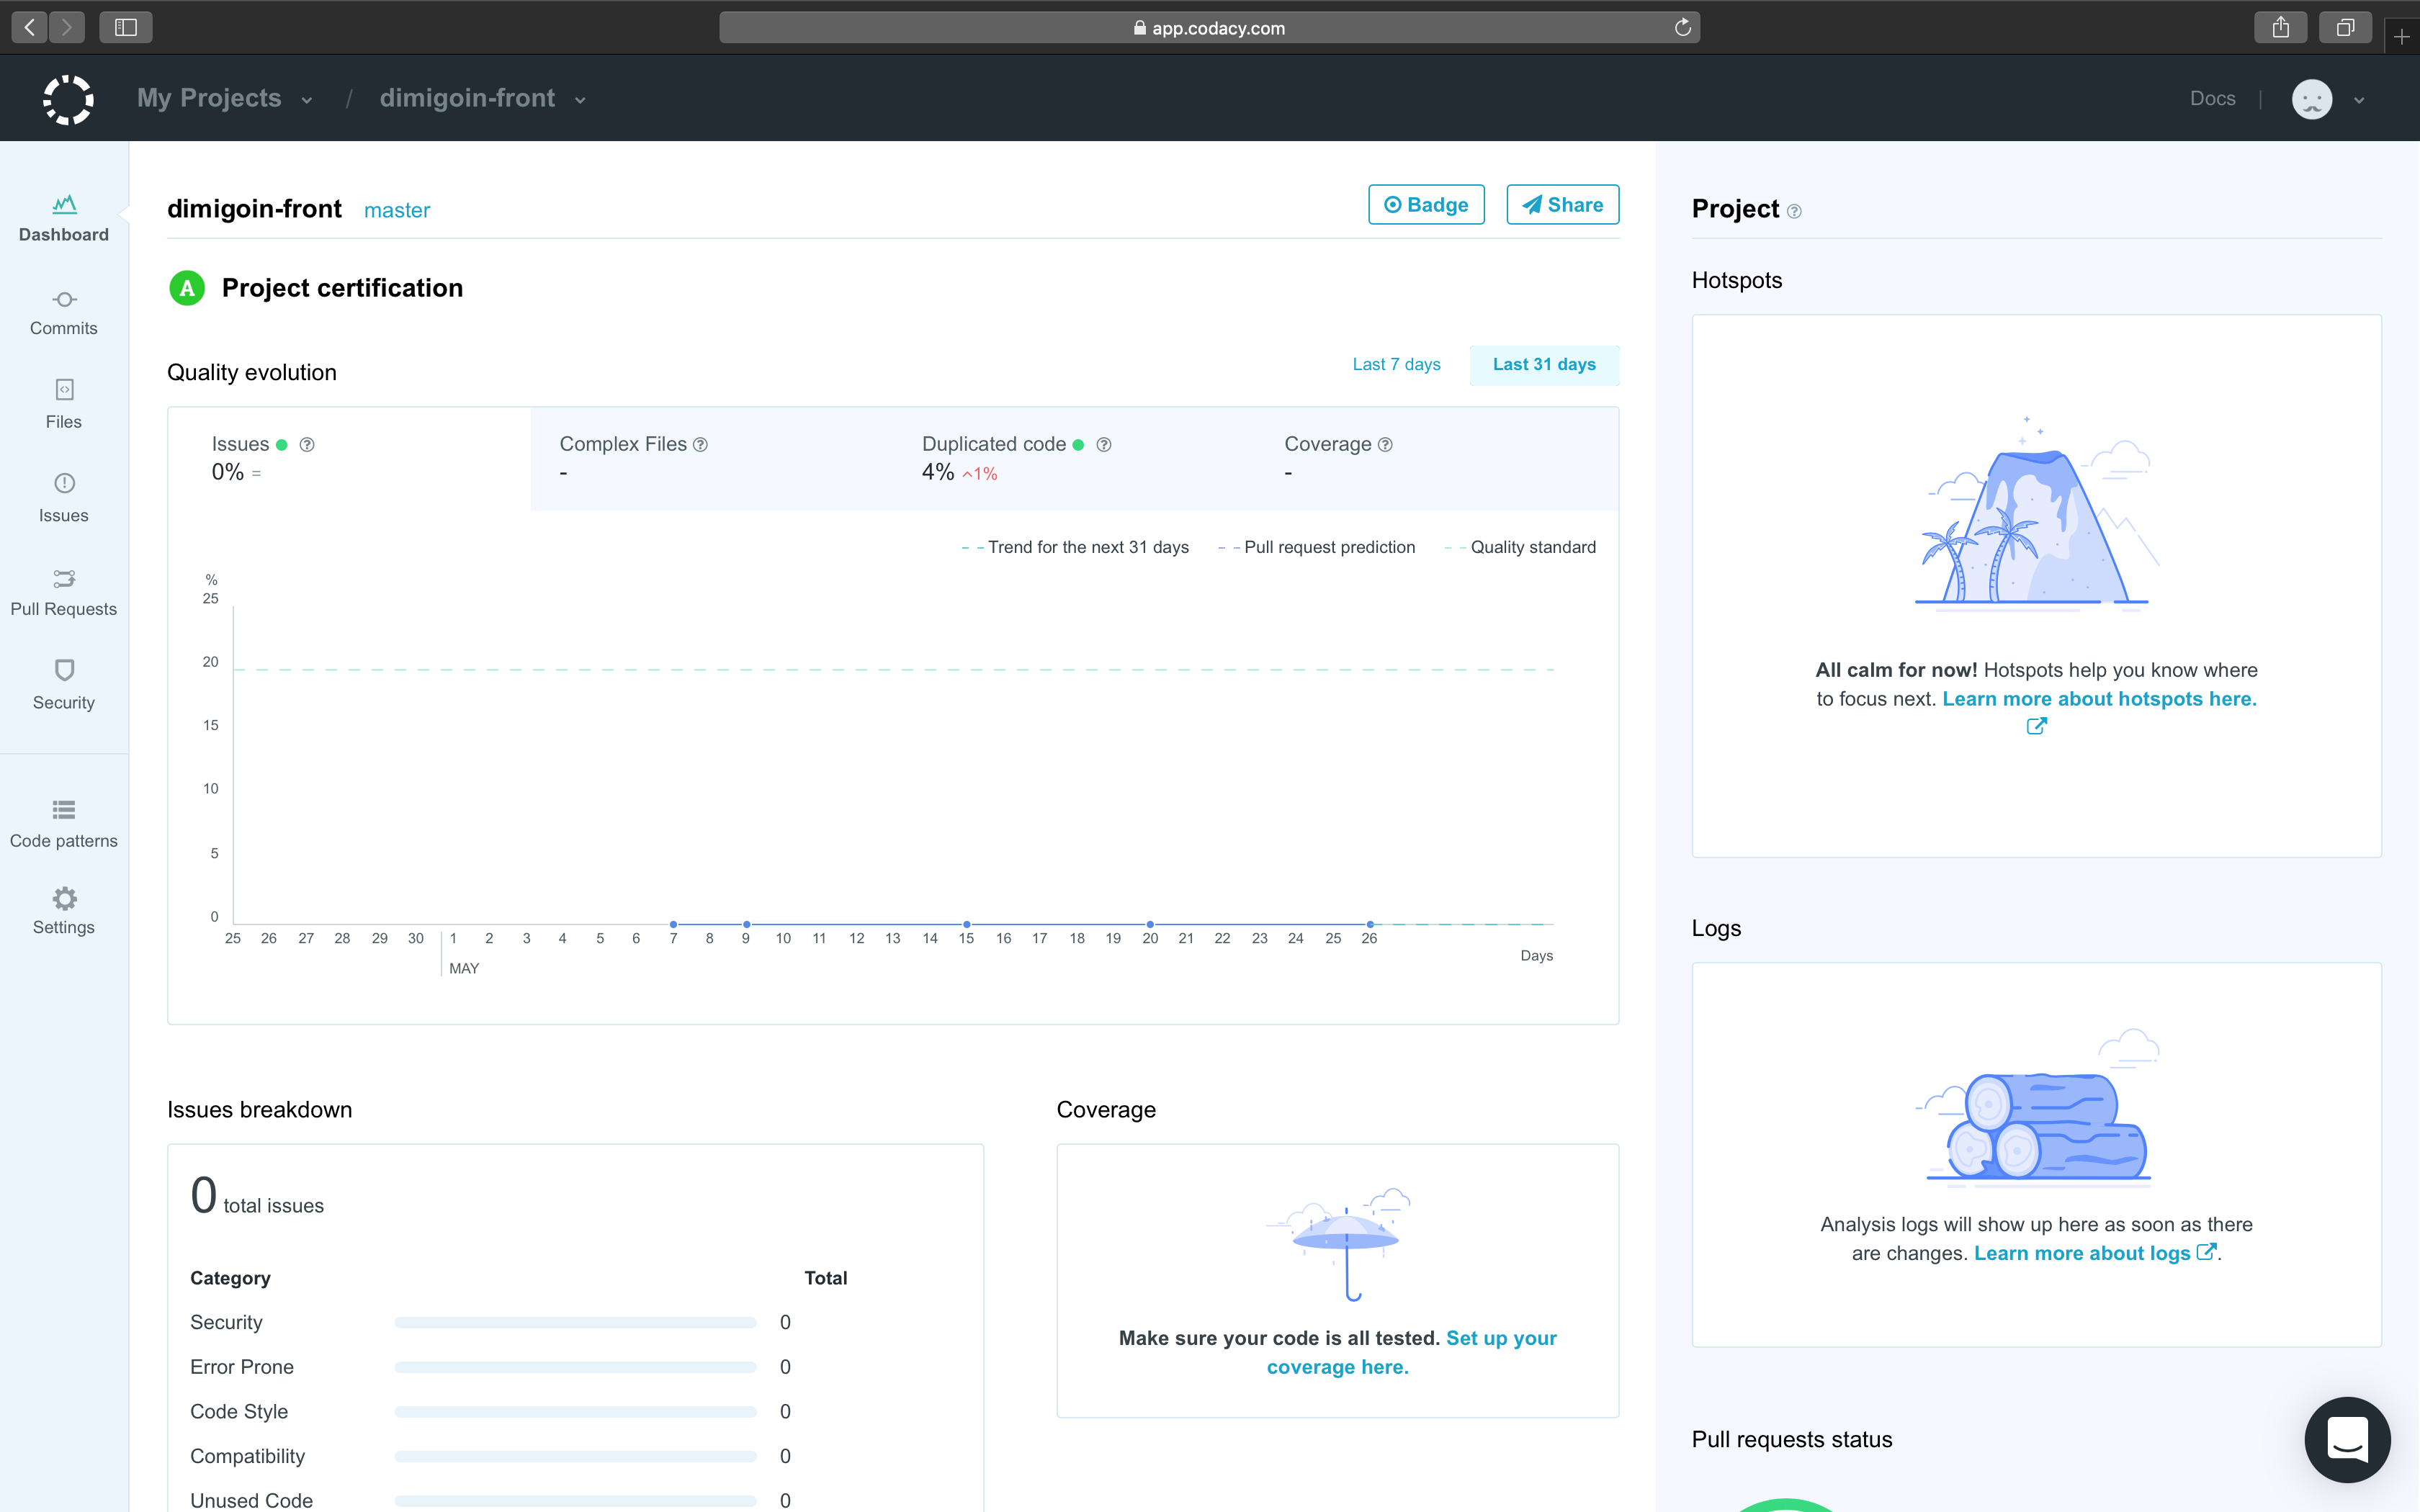 app.codacy.com
My Projects / dimigoin-front
Docs |
Dashboard
Commits
Files
Issues
Pull Requests
Security
Code patterns
Settings
dimigoin-front master
Badge
Share
A Project certification
Quality evolution
Last 7 days
Last 31 days
Issues
0% =
Complex Files
-
Duplicated code
4% ^1%
Coverage
-
Trend for the next 31 days
Pull request prediction
Quality standard
%
25
20
15
10
5
0
25 26 27 28 29 30 1 2 3 4 5 6 7 8 9 10 11 12 13 14 15 16 17 18 19 20 21 22 23 24 25 26
Days
MAY
Issues breakdown
0 total issues
Category Total
Security 0
Error Prone 0
Code Style 0
Compatibility 0
Unused Code 0
Coverage
Make sure your code is all tested. Set up your
coverage here.
Project
Hotspots
All calm for now! Hotspots help you know where
to focus next. Learn more about hotspots here.
Logs
Analysis logs will show up here as soon as there
are changes. Learn more about logs .
Pull requests status